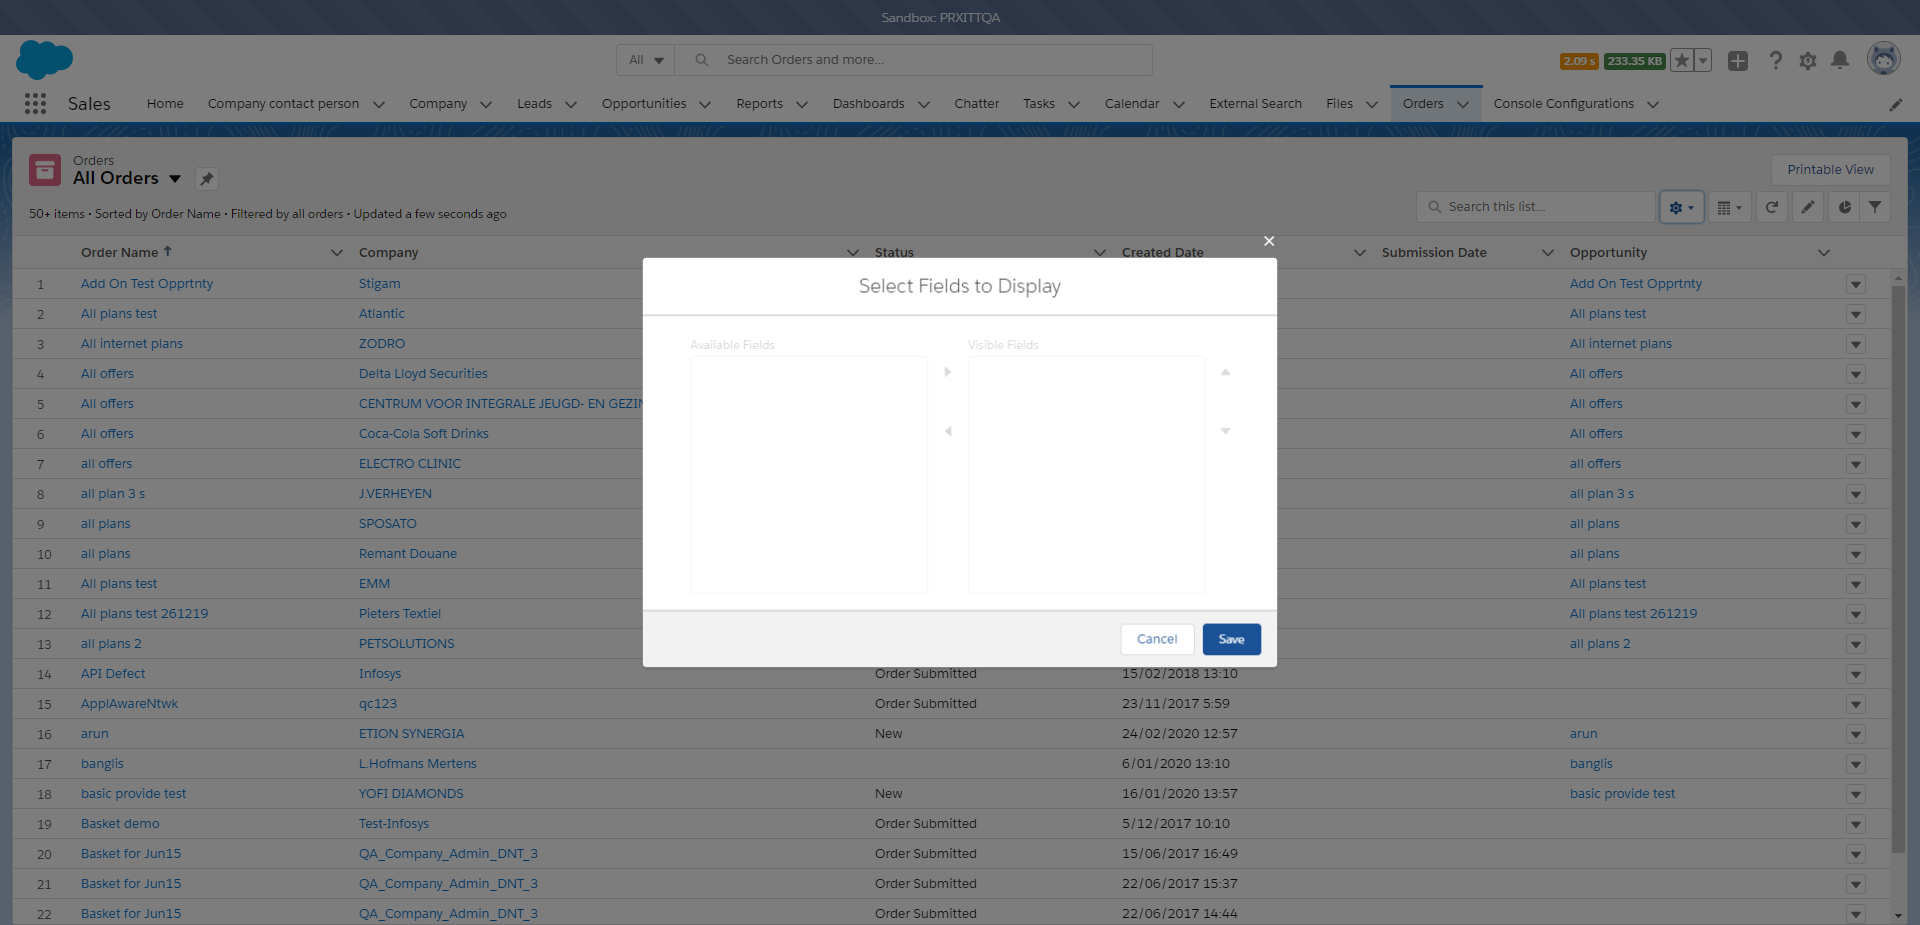 Sandbox: PRXITTQA
All Search Orders and more... 2.09 s 233.35 KB
Sales Home Company contact person Company Leads Opportunities Reports Dashboards Chatter Tasks Calendar External Search Files Orders Console Configurations
Orders
All Orders
Printable View
50+ items • Sorted by Order Name • Filtered by all orders • Updated a few seconds ago
Search this list...
Order Name Company Status Created Date Submission Date Opportunity
Select Fields to Display
Available Fields Visible Fields
Cancel Save
1 Add On Test Opprtnty Stigam Add On Test Opprtnty
2 All plans test Atlantic All plans test
3 All internet plans ZODRO All internet plans
4 All offers Delta Lloyd Securities All offers
5 All offers CENTRUM VOOR INTEGRALE JEUGD- EN All offers
6 All offers Coca-Cola Soft Drinks All offers
7 all offers ELECTRO CLINIC all offers
8 all plan 3 s J.VERHEYEN all plan 3 s
9 all plans SPOSATO all plans
10 all plans Remant Douane all plans
11 All plans test EMM All plans test
12 All plans test 261219 Pieters Textiel All plans test 261219
13 all plans 2 PETSOLUTIONS all plans 2
14 API Defect Infosys Order Submitted 15/02/2018 13:10
15 ApplAwareNtwk qc123 Order Submitted 23/11/2017 5:59
16 arun ETION SYNERGIA New 24/02/2020 12:57 arun
17 banglis L.Hofmans Mertens 6/01/2020 13:10 banglis
18 basic provide test YOFI DIAMONDS New 16/01/2020 13:57 basic provide test
19 Basket demo Test-Infosys Order Submitted 5/12/2017 10:10
20 Basket for Jun15 QA_Company_Admin_DNT_3 Order Submitted 15/06/2017 16:49
21 Basket for Jun15 QA_Company_Admin_DNT_3 Order Submitted 22/06/2017 15:37
22 Basket for Jun15 QA_Company_Admin_DNT_3 Order Submitted 22/06/2017 14:44